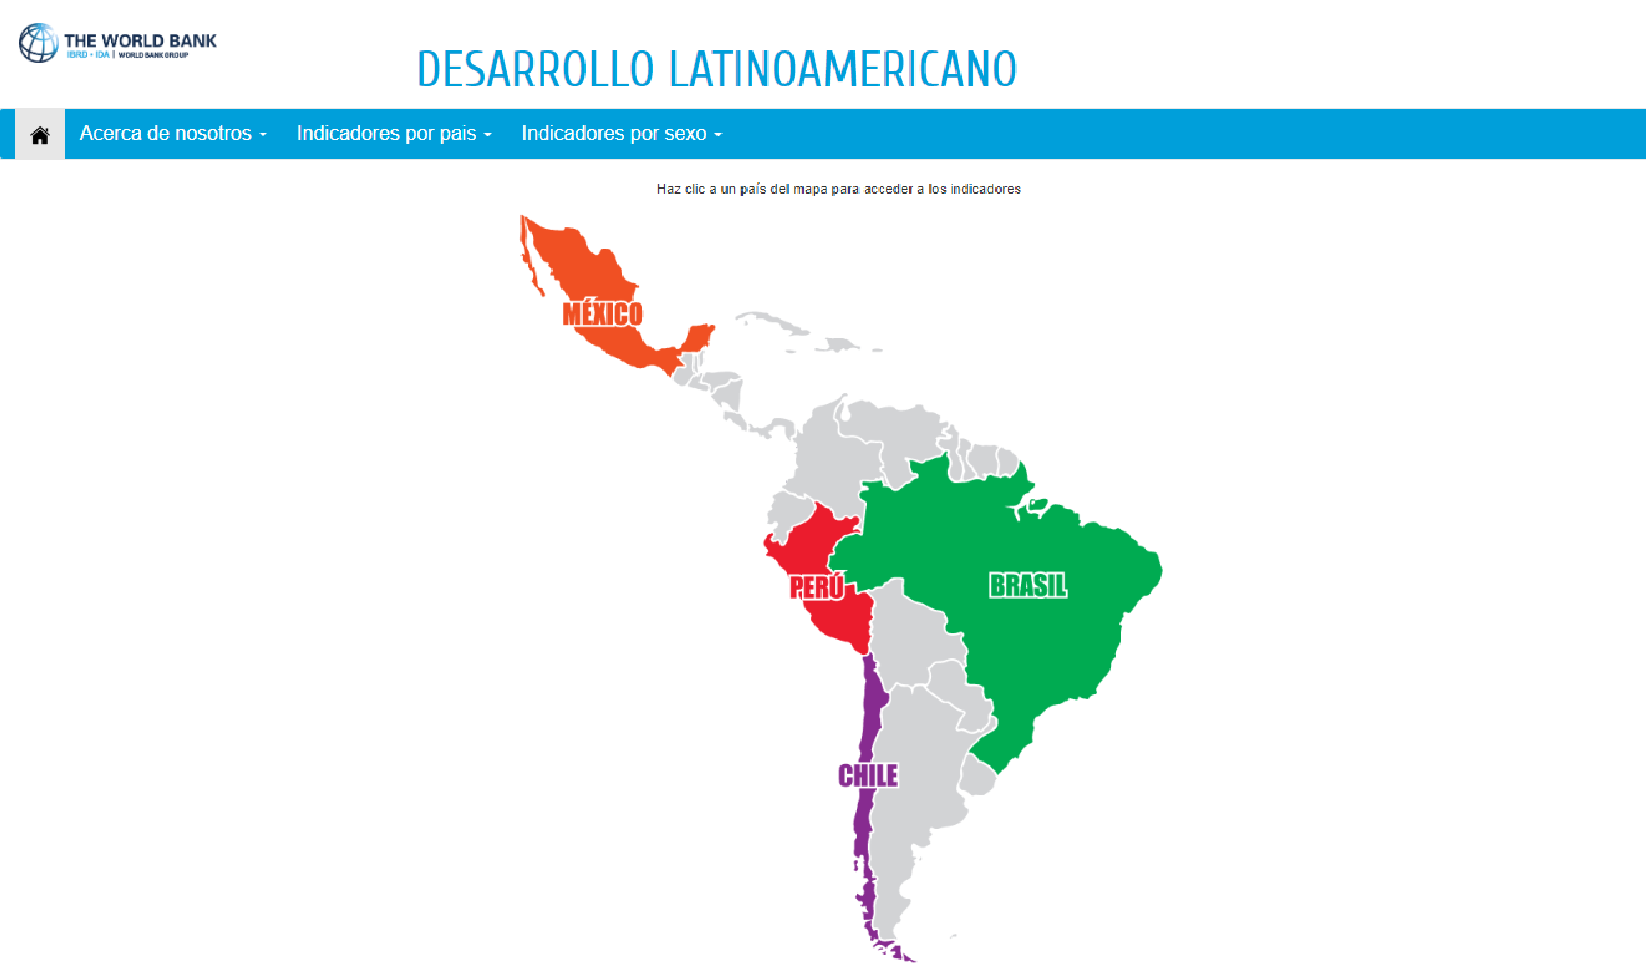 THE WORLD BANK
IBRD • IDA | WORLD BANK GROUP
DESARROLLO LATINOAMERICANO
Acerca de nosotros
Indicadores por pais
Indicadores por sexo
Haz clic a un país del mapa para acceder a los indicadores
MÉXICO
PERÚ
BRASIL
CHILE